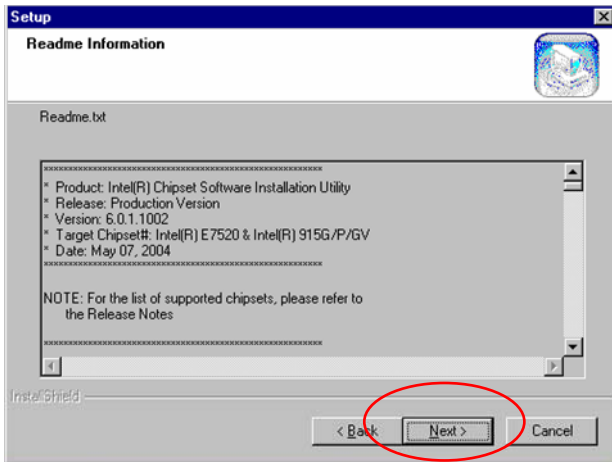 Setup
Readme Information
Readme.txt
************************************************************
* Product: Intel(R) Chipset Software Installation Utility
* Release: Production Version
* Version: 6.0.1.1002
* Target Chipset#: Intel(R) E7520 & Intel(R) 915G/P/GV
* Date: May 07, 2004
************************************************************
NOTE: For the list of supported chipsets, please refer to
the Release Notes
************************************************************
InstallShield
< Back
Next >
Cancel